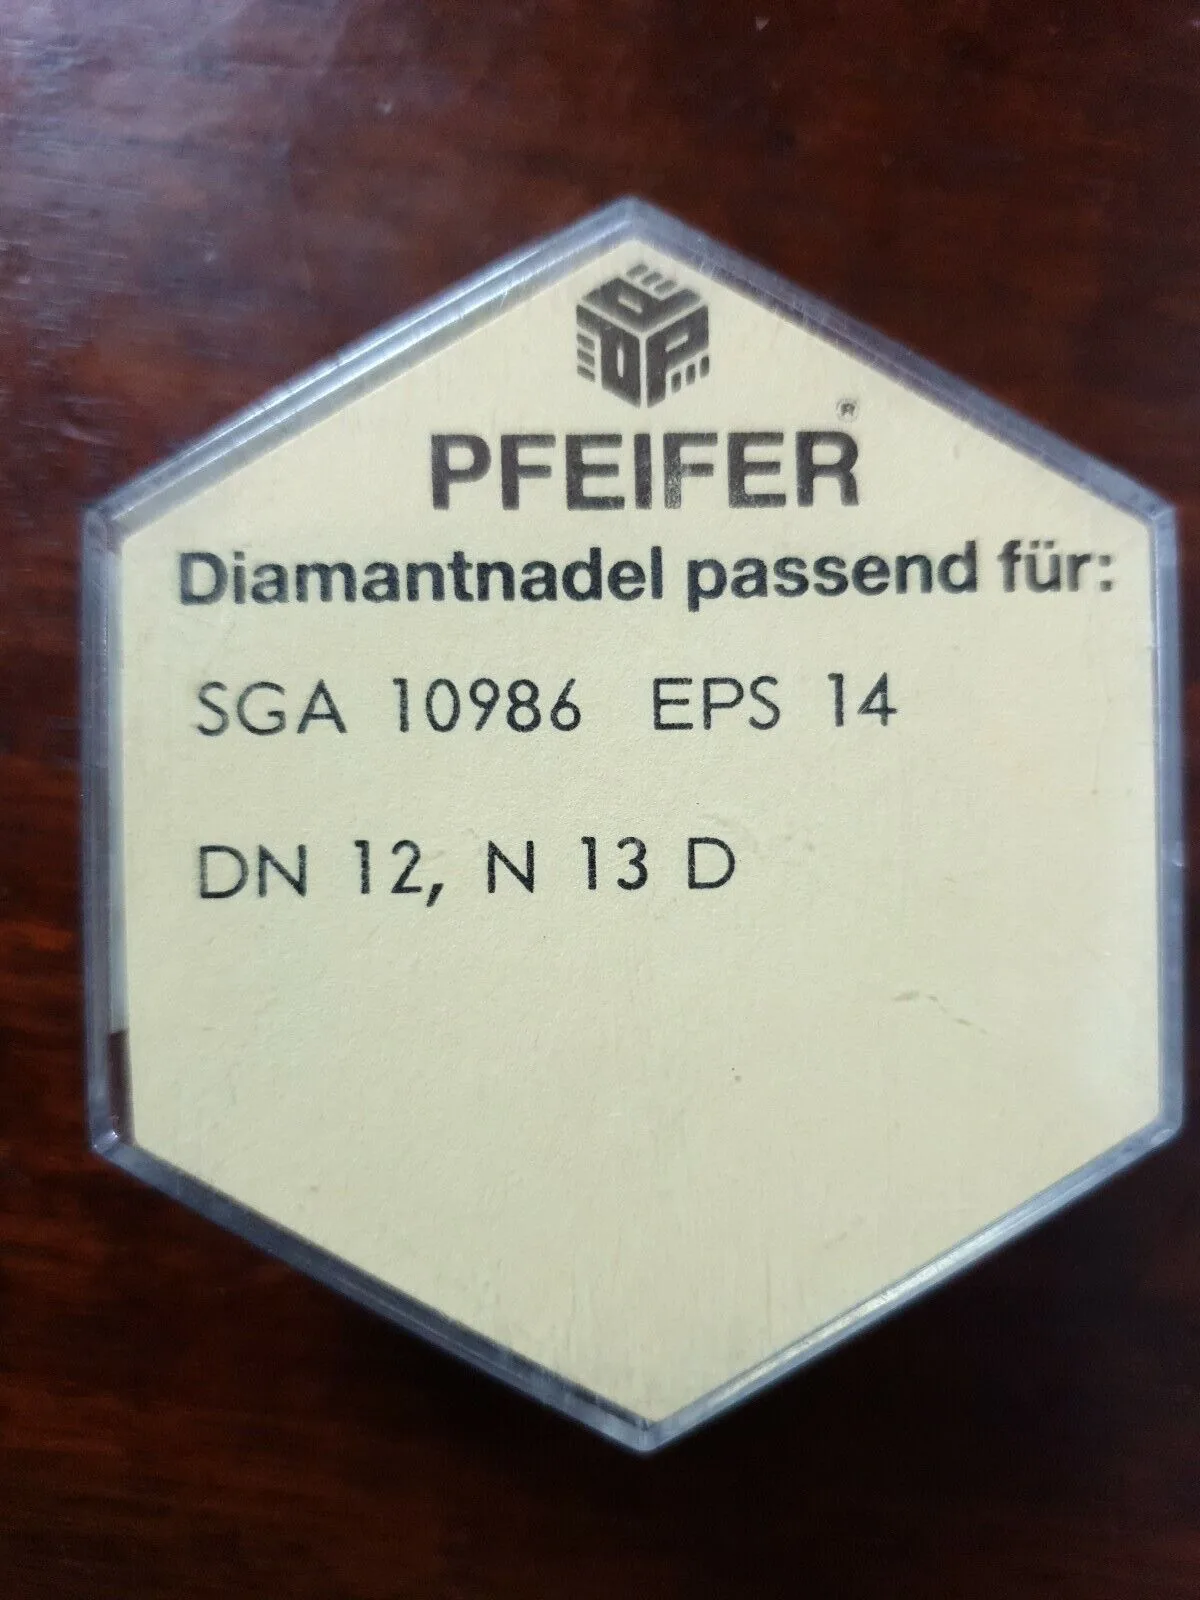 PFEIFER®
Diamantnadel passend für:
SGA 10986 EPS 14
DN 12, N 13 D